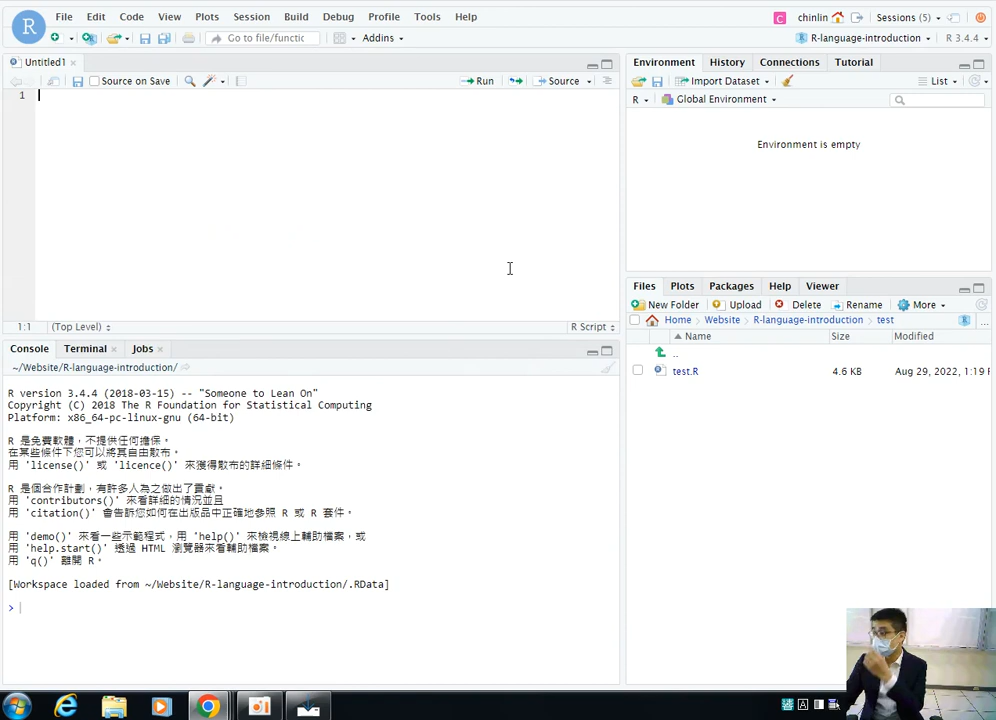 File Edit Code View Plots Session Build Debug Profile Tools Help
C chinlin Sessions (5)
R Go to file/functic Addins R-language-introduction R 3.4.4
Untitled1
Source on Save Run Source
1
1:1 (Top Level) R Script
Console Terminal Jobs
~/Website/R-language-introduction/
R version 3.4.4 (2018-03-15) -- "Someone to Lean On"
Copyright (C) 2018 The R Foundation for Statistical Computing
Platform: x86_64-pc-linux-gnu (64-bit)
R 是免費軟體，不提供任何擔保。
在某些條件下您可以將其自由散布。
用 'license()' 或 'licence()' 來獲得散布的詳細條件。
R 是個合作計劃，有許多人為之做出了貢獻。
用 'contributors()' 來看詳細的情況並且
用 'citation()' 會告訴您如何在出版品中正確地參照 R 或 R 套件。
用 'demo()' 來看一些示範程式，用 'help()' 來檢視線上輔助檔案，或
用 'help.start()' 透過 HTML 瀏覽器來看輔助檔案。
用 'q()' 離開 R。
[Workspace loaded from ~/Website/R-language-introduction/.RData]
>
Environment History Connections Tutorial
Import Dataset List
R Global Environment
Environment is empty
Files Plots Packages Help Viewer
New Folder Upload Delete Rename More
Home Website R-language-introduction test ...
Name Size Modified
..
test.R 4.6 KB Aug 29, 2022, 1:19
A